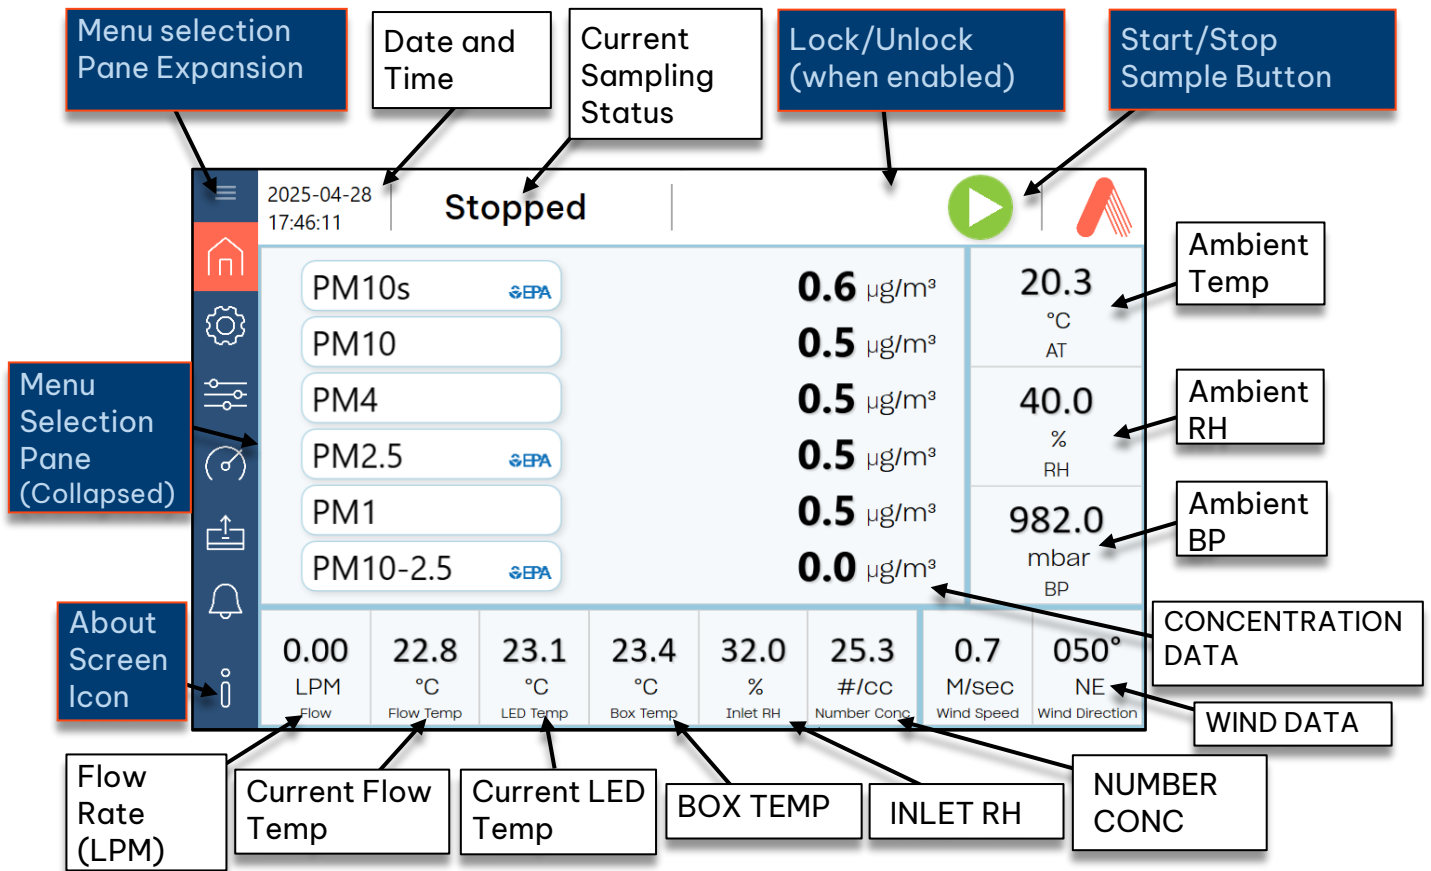 Menu selection
Pane Expansion
Date and
Time
Current
Sampling
Status
Lock/Unlock
(when enabled)
Start/Stop
Sample Button
2025-04-28
17:46:11
Stopped
PM10s EPA 0.6 µg/m³
PM10 0.5 µg/m³
PM4 0.5 µg/m³
PM2.5 EPA 0.5 µg/m³
PM1 0.5 µg/m³
PM10-2.5 EPA 0.0 µg/m³
20.3
°C
AT
40.0
%
RH
982.0
mbar
BP
Ambient
Temp
Ambient
RH
Ambient
BP
Menu
Selection
Pane
(Collapsed)
About
Screen
Icon
0.00
LPM
Flow
22.8
°C
Flow Temp
23.1
°C
LED Temp
23.4
°C
Box Temp
32.0
%
Inlet RH
25.3
#/cc
Number Conc
0.7
M/sec
Wind Speed
050°
NE
Wind Direction
CONCENTRATION
DATA
WIND DATA
Flow
Rate
(LPM)
Current Flow
Temp
Current LED
Temp
BOX TEMP
INLET RH
NUMBER
CONC